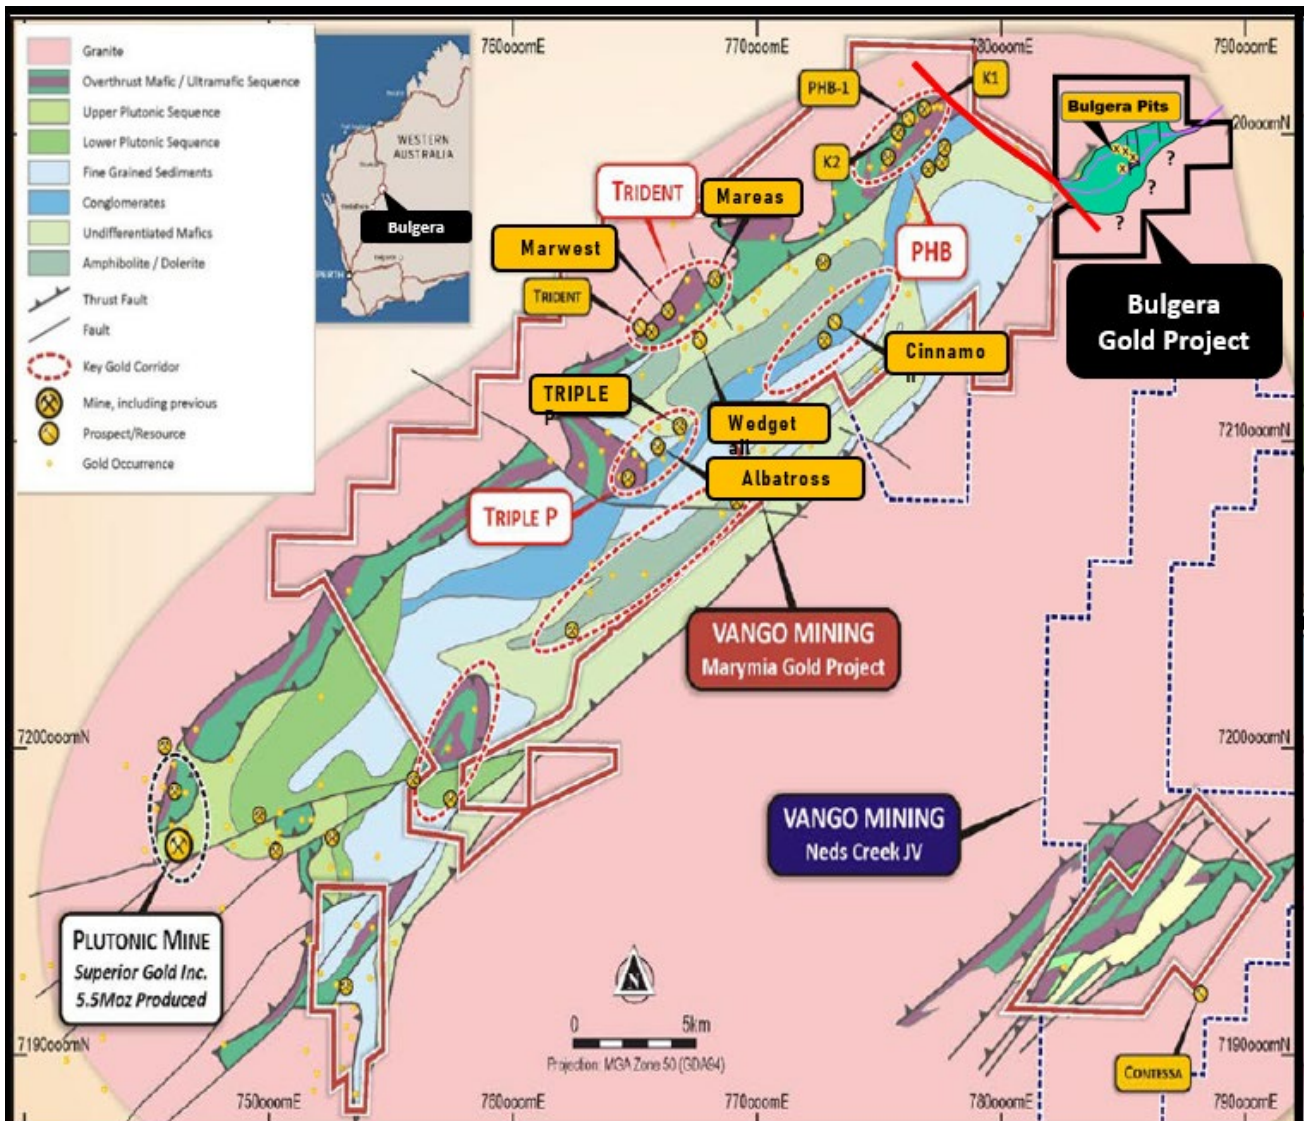 Granite
Overthrust Mafic / Ultramafic Sequence
Upper Plutonic Sequence
Lower Plutonic Sequence
Fine Grained Sediments
Conglomerates
Undifferentiated Mafics
Amphibolite / Dolerite
Thrust Fault
Fault
Key Gold Corridor
Mine, including previous
Prospect/Resource
Gold Occurrence
WESTERN
AUSTRALIA
Bulgera
PERTH
760000mE
770000mE
780000mE
790000mE
PHB-1
K1
K2
Bulgera Pits
20000mN
?
?
?
TRIDENT
Mareas
Marwest
TRIDENT
PHB
Bulgera
Gold Project
Cinnamo
n
TRIPLE
P
Wedget
ail
Albatross
TRIPLE P
7210000mN
VANGO MINING
Marymia Gold Project
7200000mN
7200000mN
VANGO MINING
Neds Creek JV
PLUTONIC MINE
Superior Gold Inc.
5.5Moz Produced
N
0 5km
Projection: MGA Zone 50 (GDA94)
7190000mN
7190000mN
CONTESSA
750000mE
760000mE
770000mE
780000mE
790000mE